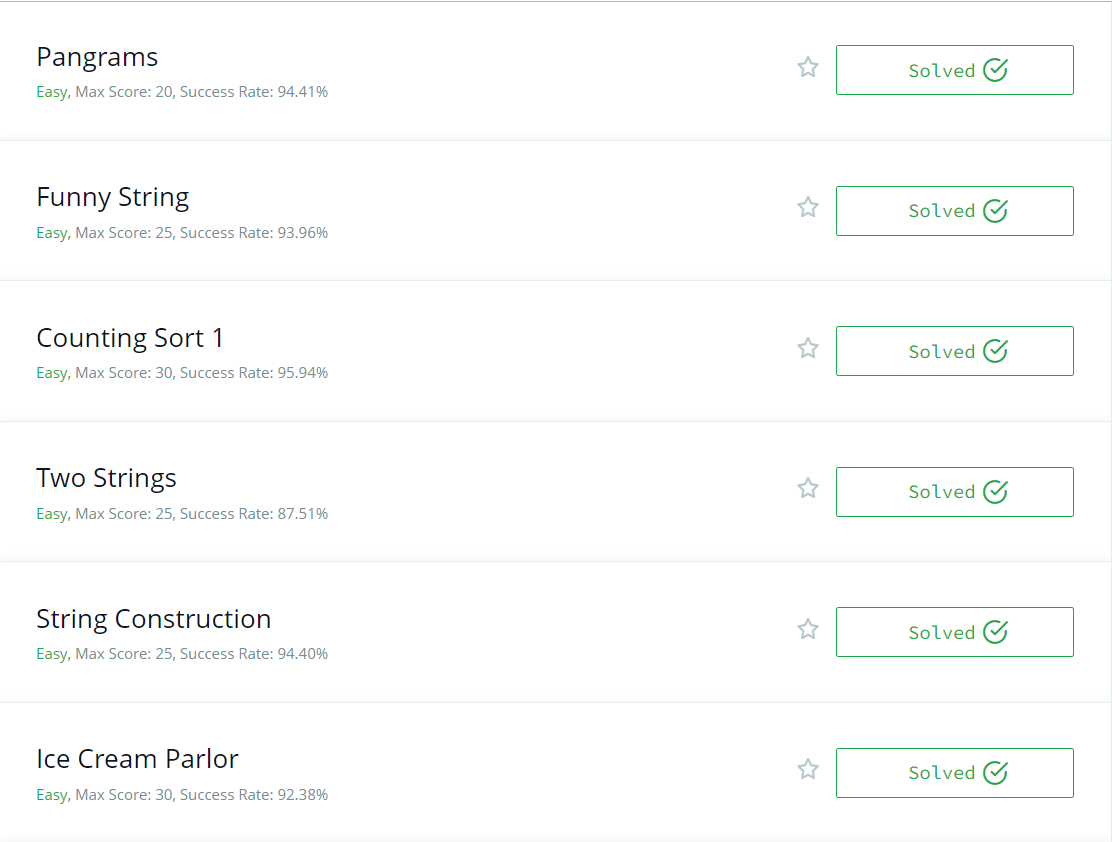 Pangrams
Solved
Easy, Max Score: 20, Success Rate: 94.41%
Funny String
Solved
Easy, Max Score: 25, Success Rate: 93.96%
Counting Sort 1
Solved
Easy, Max Score: 30, Success Rate: 95.94%
Two Strings
Solved
Easy, Max Score: 25, Success Rate: 87.51%
String Construction
Solved
Easy, Max Score: 25, Success Rate: 94.40%
Ice Cream Parlor
Solved
Easy, Max Score: 30, Success Rate: 92.38%